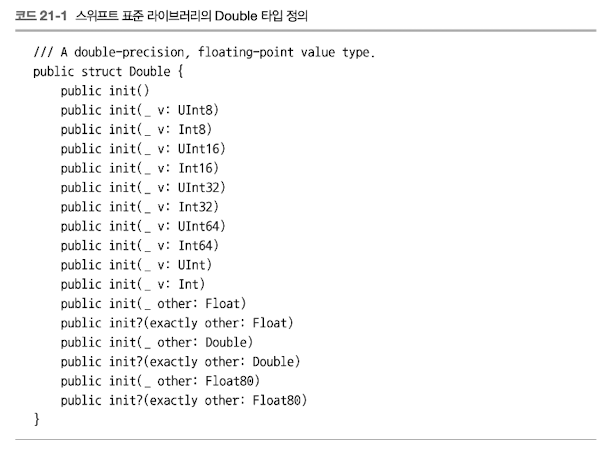 코드 21-1 스위프트 표준 라이브러리의 Double 타입 정의
/// A double-precision, floating-point value type.
public struct Double {
    public init()
    public init(_ v: UInt8)
    public init(_ v: Int8)
    public init(_ v: UInt16)
    public init(_ v: Int16)
    public init(_ v: UInt32)
    public init(_ v: Int32)
    public init(_ v: UInt64)
    public init(_ v: Int64)
    public init(_ v: UInt)
    public init(_ v: Int)
    public init(_ other: Float)
    public init?(exactly other: Float)
    public init(_ other: Double)
    public init?(exactly other: Double)
    public init(_ other: Float80)
    public init?(exactly other: Float80)
}